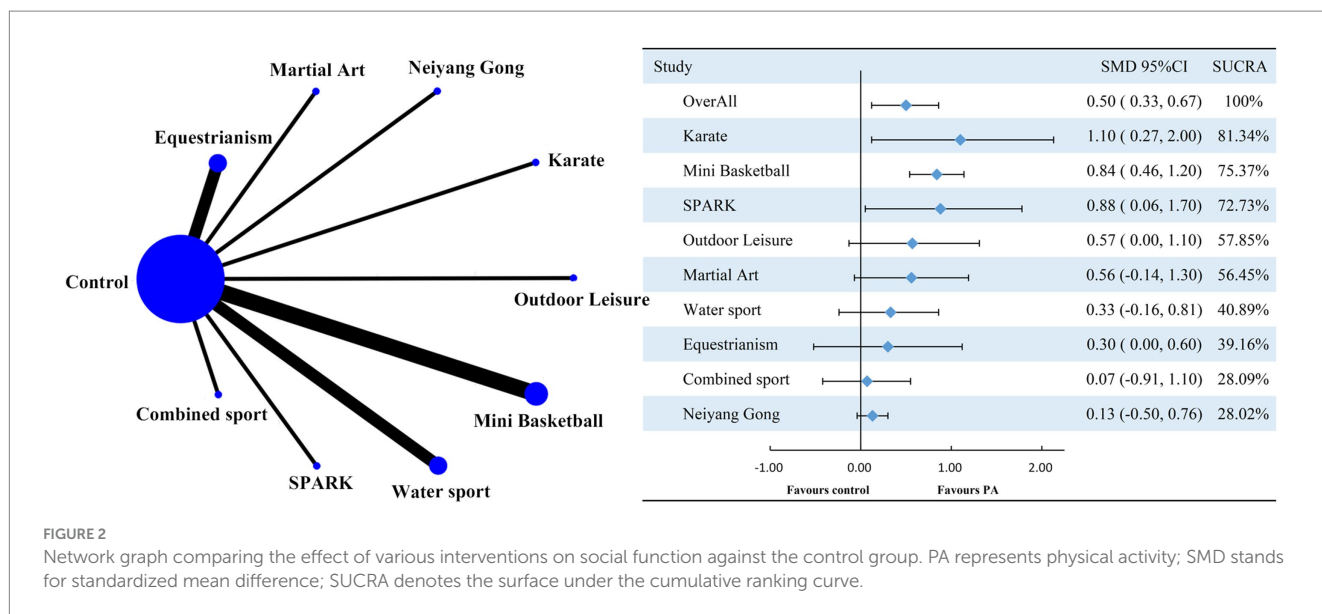 Martial Art
Neiyang Gong
Equestrianism
Karate
Control
Outdoor Leisure
Combined sport
Mini Basketball
SPARK
Water sport
Study SMD 95%CI SUCRA
OverAll 0.50 ( 0.33, 0.67) 100%
Karate 1.10 ( 0.27, 2.00) 81.34%
Mini Basketball 0.84 ( 0.46, 1.20) 75.37%
SPARK 0.88 ( 0.06, 1.70) 72.73%
Outdoor Leisure 0.57 ( 0.00, 1.10) 57.85%
Martial Art 0.56 (-0.14, 1.30) 56.45%
Water sport 0.33 (-0.16, 0.81) 40.89%
Equestrianism 0.30 ( 0.00, 0.60) 39.16%
Combined sport 0.07 (-0.91, 1.10) 28.09%
Neiyang Gong 0.13 (-0.50, 0.76) 28.02%
-1.00 0.00 1.00 2.00
Favours control Favours PA
FIGURE 2
Network graph comparing the effect of various interventions on social function against the control group. PA represents physical activity; SMD stands
for standardized mean difference; SUCRA denotes the surface under the cumulative ranking curve.